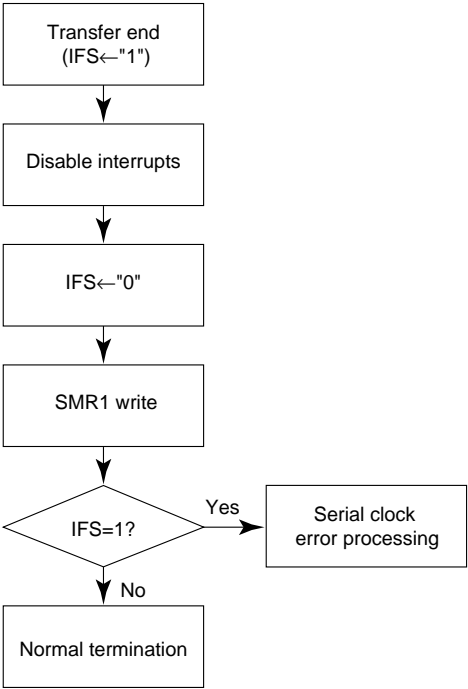 Transfer end
(IFS←"1")
Disable interrupts
IFS←"0"
SMR1 write
IFS=1?
Yes
Serial clock
error processing
No
Normal termination